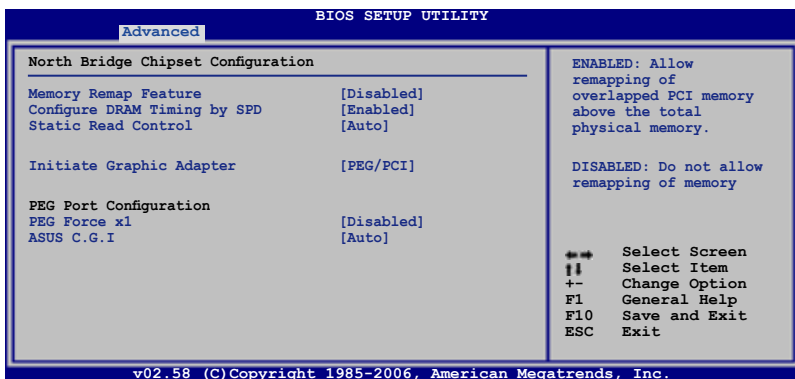 BIOS SETUP UTILITY
Advanced
North Bridge Chipset Configuration
Memory Remap Feature [Disabled]
Configure DRAM Timing by SPD [Enabled]
Static Read Control [Auto]
Initiate Graphic Adapter [PEG/PCI]
PEG Port Configuration
PEG Force x1 [Disabled]
ASUS C.G.I [Auto]
ENABLED: Allow
remapping of
overlapped PCI memory
above the total
physical memory.
DISABLED: Do not allow
remapping of memory
←→ Select Screen
↑↓ Select Item
+- Change Option
F1 General Help
F10 Save and Exit
ESC Exit
v02.58 (C)Copyright 1985-2006, American Megatrends, Inc.